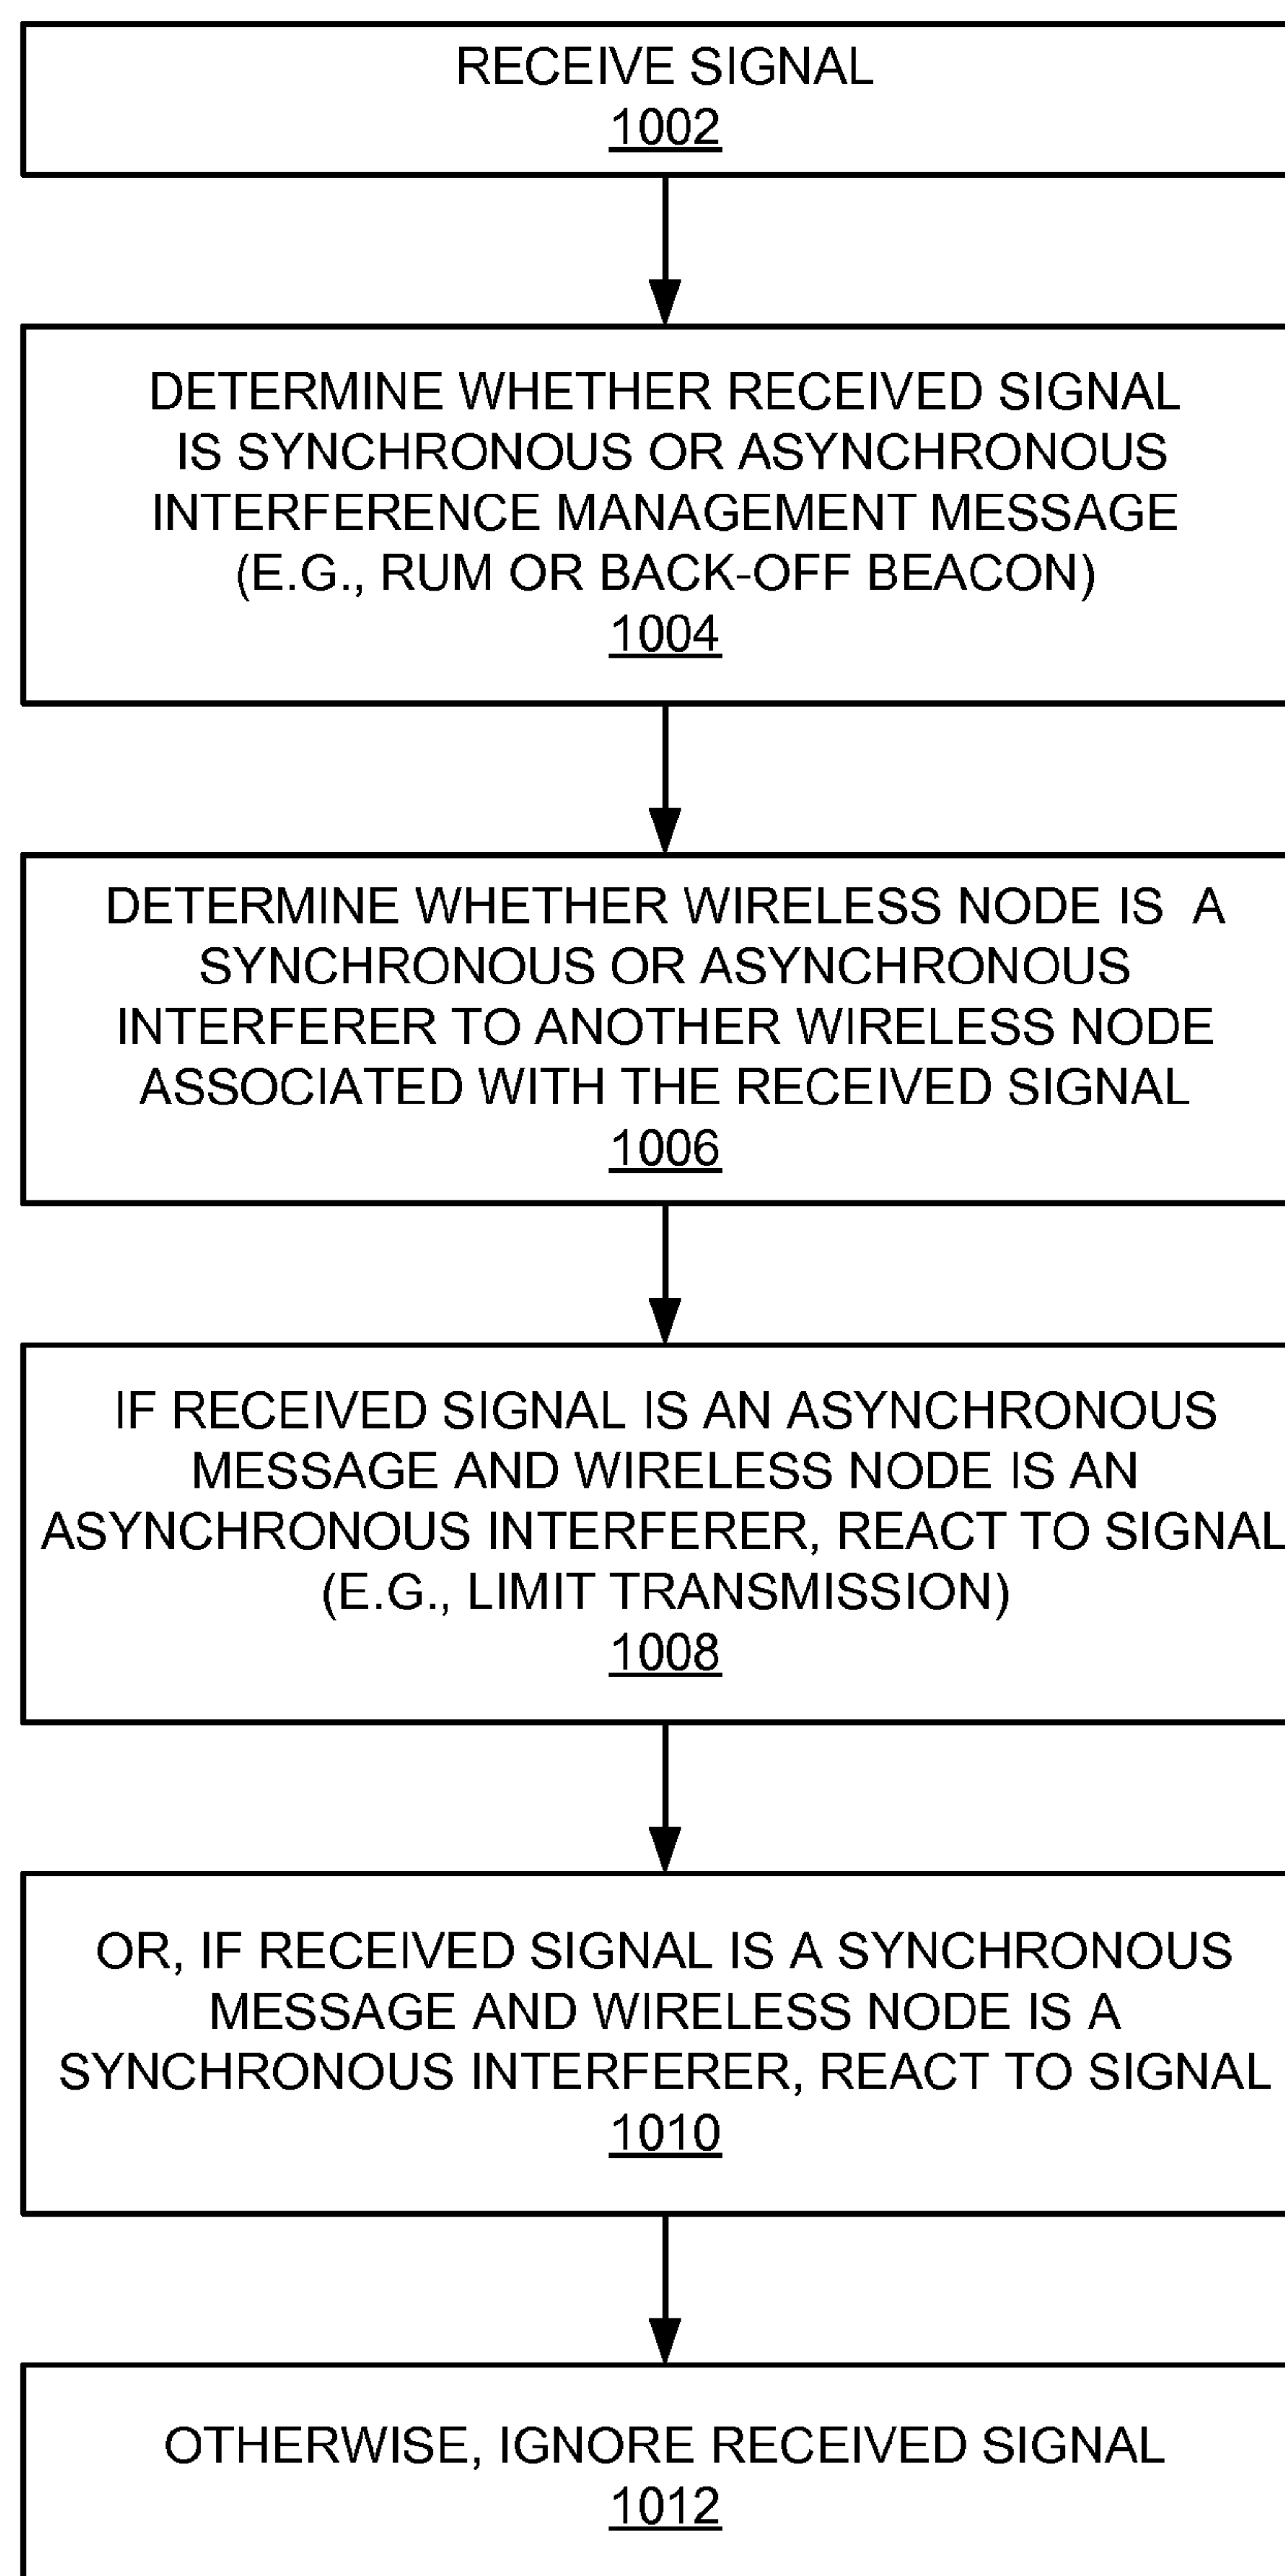 RECEIVE SIGNAL
1002
DETERMINE WHETHER RECEIVED SIGNAL
IS SYNCHRONOUS OR ASYNCHRONOUS
INTERFERENCE MANAGEMENT MESSAGE
(E.G., RUM OR BACK-OFF BEACON)
1004
DETERMINE WHETHER WIRELESS NODE IS A
SYNCHRONOUS OR ASYNCHRONOUS
INTERFERER TO ANOTHER WIRELESS NODE
ASSOCIATED WITH THE RECEIVED SIGNAL
1006
IF RECEIVED SIGNAL IS AN ASYNCHRONOUS
MESSAGE AND WIRELESS NODE IS AN
ASYNCHRONOUS INTERFERER, REACT TO SIGNAL
(E.G., LIMIT TRANSMISSION)
1008
OR, IF RECEIVED SIGNAL IS A SYNCHRONOUS
MESSAGE AND WIRELESS NODE IS A
SYNCHRONOUS INTERFERER, REACT TO SIGNAL
1010
OTHERWISE, IGNORE RECEIVED SIGNAL
1012